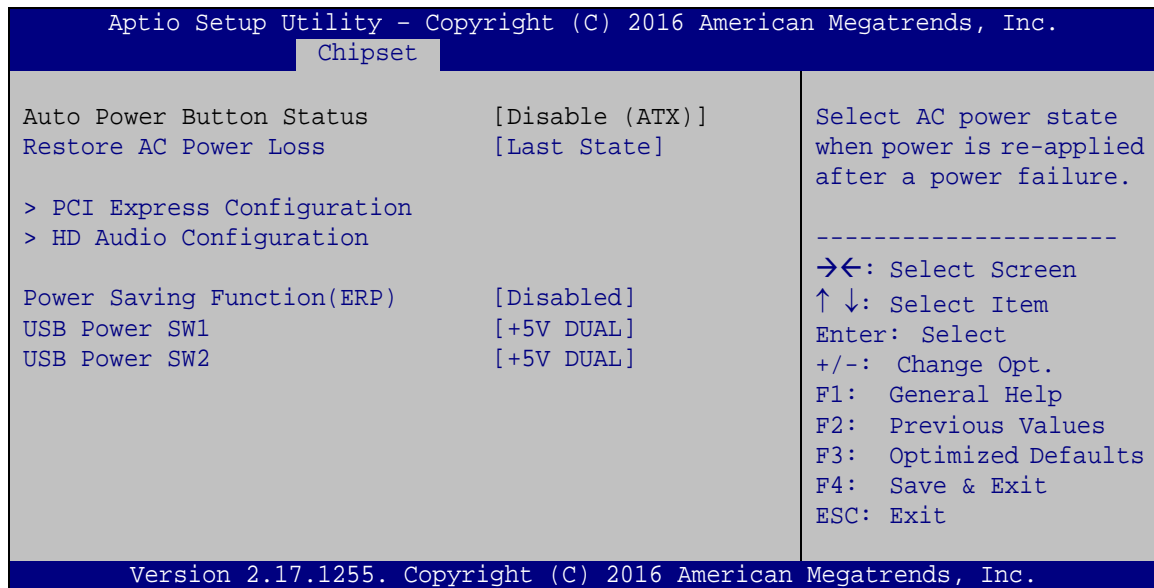 Aptio Setup Utility – Copyright (C) 2016 American Megatrends, Inc.
Chipset
Auto Power Button Status [Disable (ATX)]
Restore AC Power Loss [Last State]
> PCI Express Configuration
> HD Audio Configuration
Power Saving Function(ERP) [Disabled]
USB Power SW1 [+5V DUAL]
USB Power SW2 [+5V DUAL]
Select AC power state
when power is re-applied
after a power failure.
---------------------
→←: Select Screen
↑ ↓: Select Item
Enter: Select
+/-: Change Opt.
F1: General Help
F2: Previous Values
F3: Optimized Defaults
F4: Save & Exit
ESC: Exit
Version 2.17.1255. Copyright (C) 2016 American Megatrends, Inc.